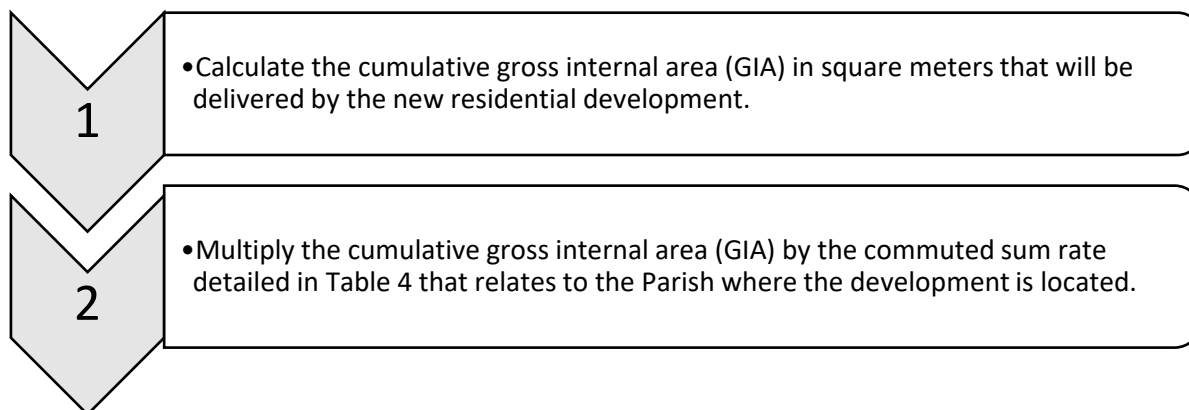 1
•Calculate the cumulative gross internal area (GIA) in square meters that will be
delivered by the new residential development.
2
•Multiply the cumulative gross internal area (GIA) by the commuted sum rate
detailed in Table 4 that relates to the Parish where the development is located.